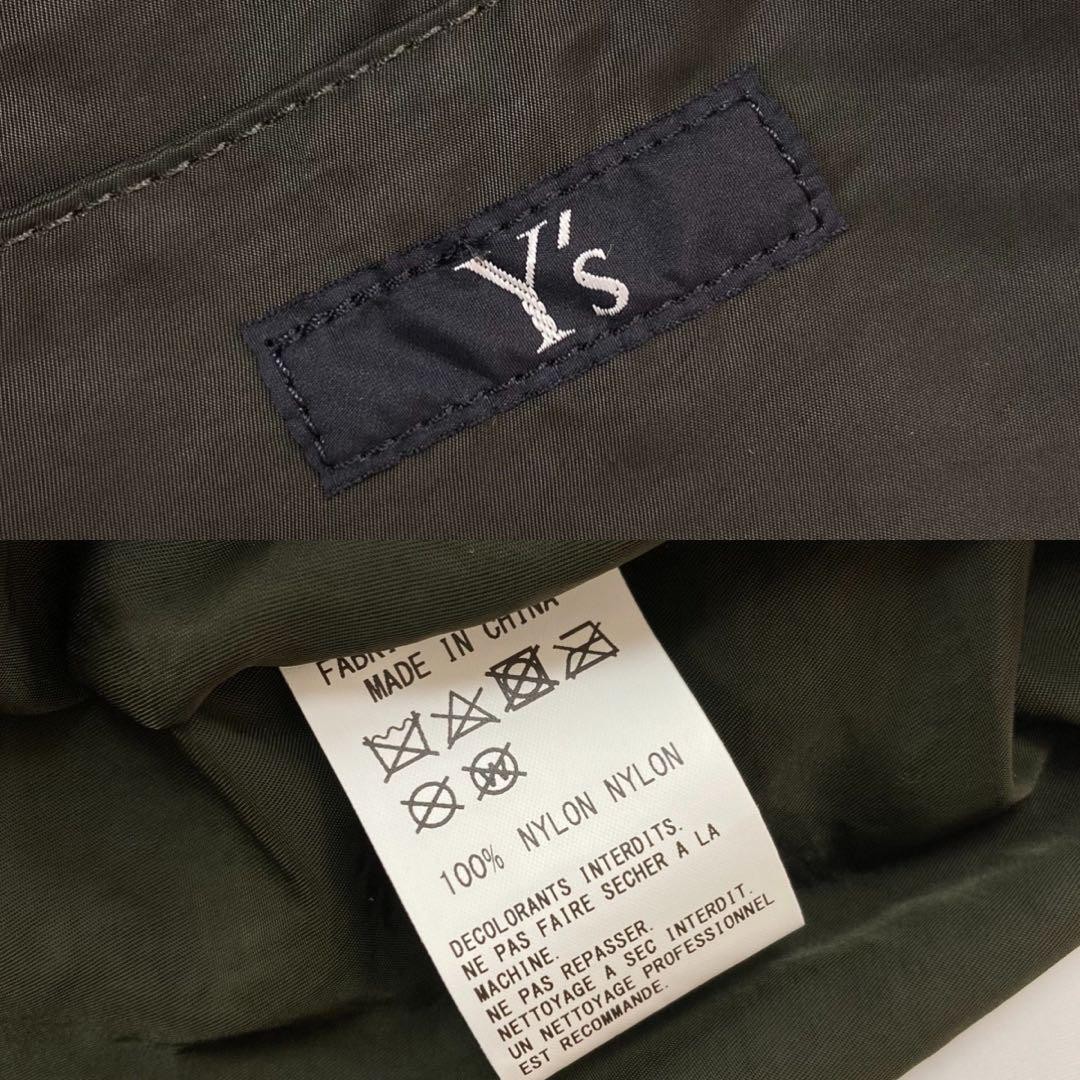 Y's
MADE IN CHINA
100% NYLON NYLON
DECOLORANTS INTERDITS.
NE PAS FAIRE SECHER A LA
MACHINE.
NE PAS REPASSER.
NETTOYAGE A SEC INTERDIT.
UN NETTOYAGE PROFESSIONNEL
EST RECOMMANDE.